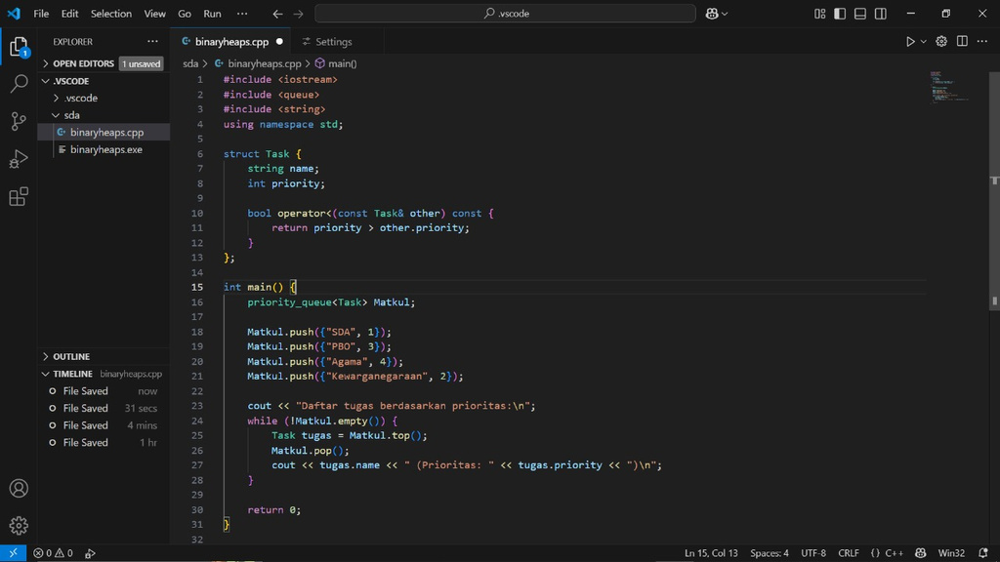 File Edit Selection View Go Run ··· .vscode
EXPLORER ···
OPEN EDITORS 1 unsaved
.VSCODE
.vscode
sda
binaryheaps.cpp
binaryheaps.exe
OUTLINE
TIMELINE binaryheaps.cpp
File Saved now
File Saved 31 secs
File Saved 4 mins
File Saved 1 hr
binaryheaps.cpp Settings
sda > binaryheaps.cpp > main()
1 #include <iostream>
2 #include <queue>
3 #include <string>
4 using namespace std;
5
6 struct Task {
7 string name;
8 int priority;
9
10 bool operator<(const Task& other) const {
11 return priority > other.priority;
12 }
13 };
14
15 int main() {
16 priority_queue<Task> Matkul;
17
18 Matkul.push({"SDA", 1});
19 Matkul.push({"PBO", 3});
20 Matkul.push({"Agama", 4});
21 Matkul.push({"Kewarganegaraan", 2});
22
23 cout << "Daftar tugas berdasarkan prioritas:\n";
24 while (!Matkul.empty()) {
25 Task tugas = Matkul.top();
26 Matkul.pop();
27 cout << tugas.name << " (Prioritas: " << tugas.priority << ")\n";
28 }
29
30 return 0;
31 }
32
1
0 0 Ln 15, Col 13 Spaces: 4 UTF-8 CRLF {} C++ Win32